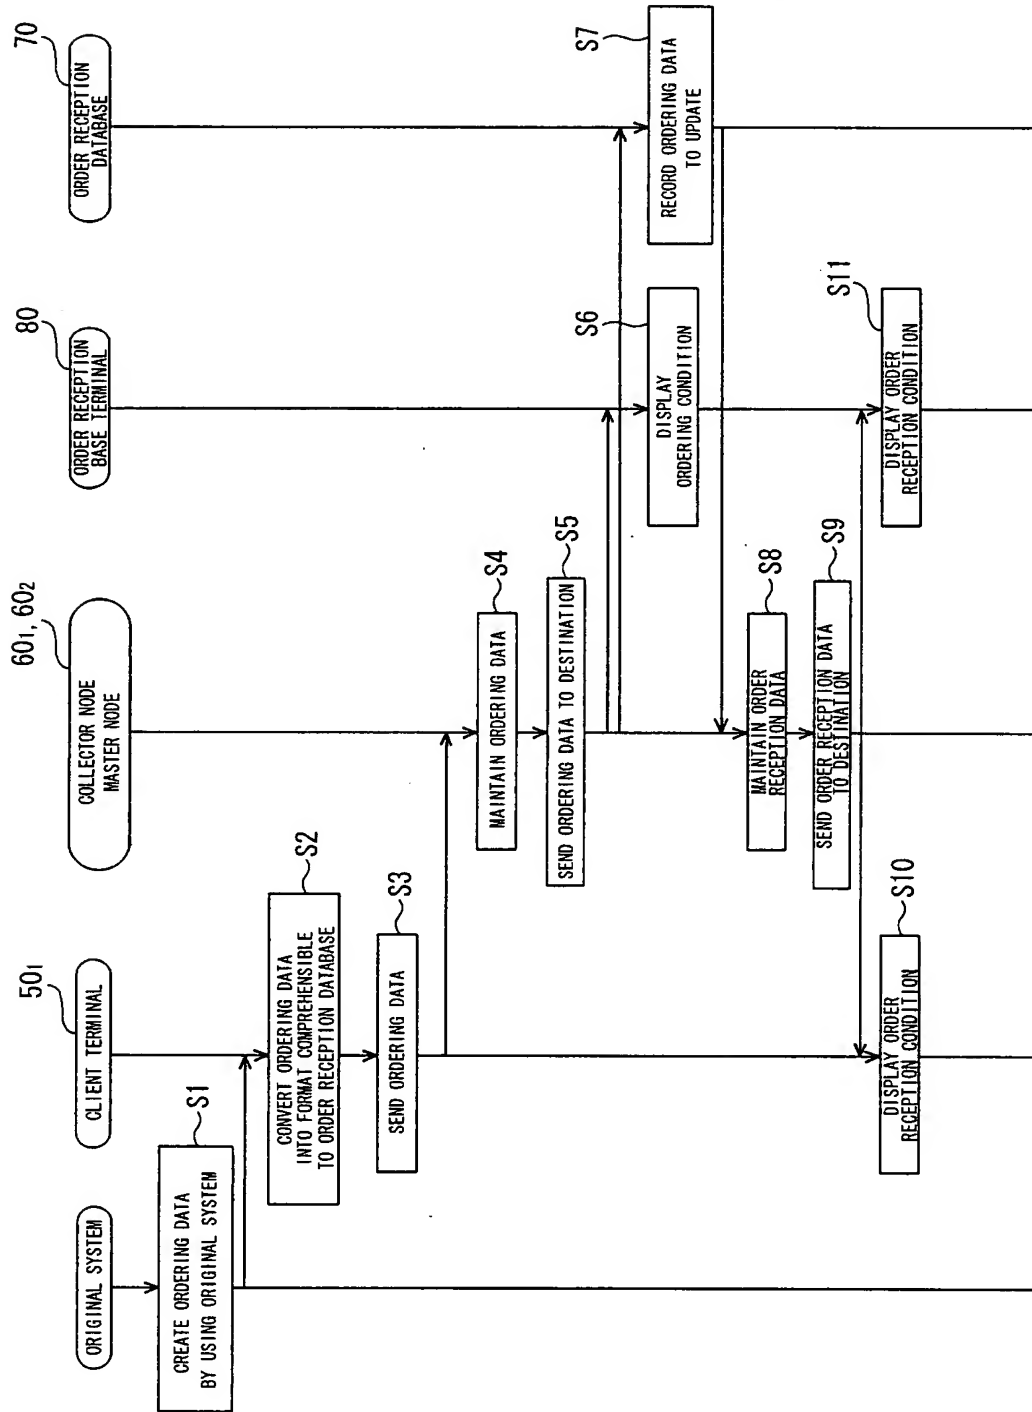 ORIGINAL SYSTEM
CLIENT TERMINAL
501
COLLECTOR NODE
MASTER NODE
601, 602
ORDER RECEPTION
BASE TERMINAL
80
ORDER RECEPTION
DATABASE
70
CREATE ORDERING DATA
BY USING ORIGINAL SYSTEM
S1
CONVERT ORDERING DATA
INTO FORMAT COMPREHENSIBLE
TO ORDER RECEPTION DATABASE
S2
SEND ORDERING DATA
S3
MAINTAIN ORDERING DATA
S4
SEND ORDERING DATA TO DESTINATION
S5
DISPLAY
ORDERING CONDITION
S6
RECORD ORDERING DATA
TO UPDATE
S7
MAINTAIN ORDER
RECEPTION DATA
S8
SEND ORDER RECEPTION DATA
TO DESTINATION
S9
DISPLAY ORDER
RECEPTION CONDITION
S10
DISPLAY ORDER
RECEPTION CONDITION
S11